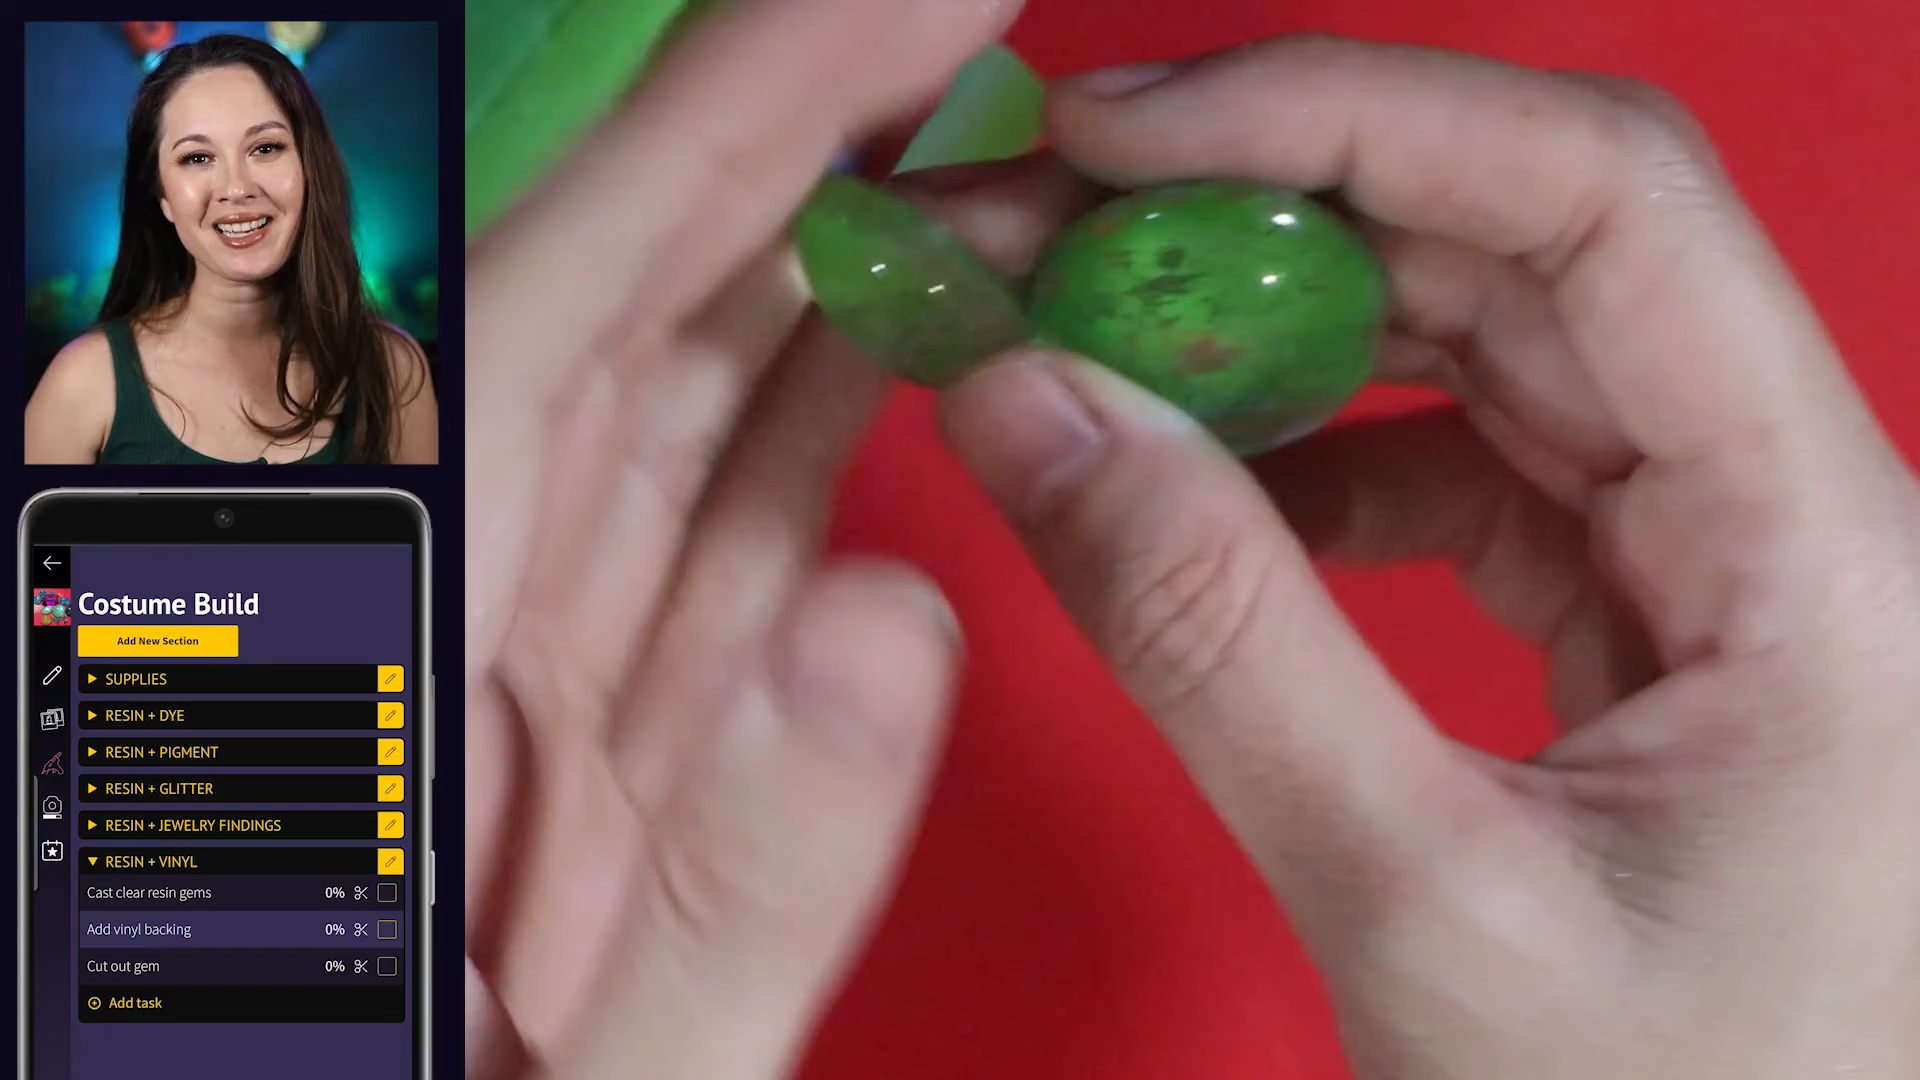 Costume Build
Add New Section
SUPPLIES
RESIN + DYE
RESIN + PIGMENT
RESIN + GLITTER
RESIN + JEWELRY FINDINGS
RESIN + VINYL
Cast clear resin gems 0%
Add vinyl backing 0%
Cut out gem 0%
Add task